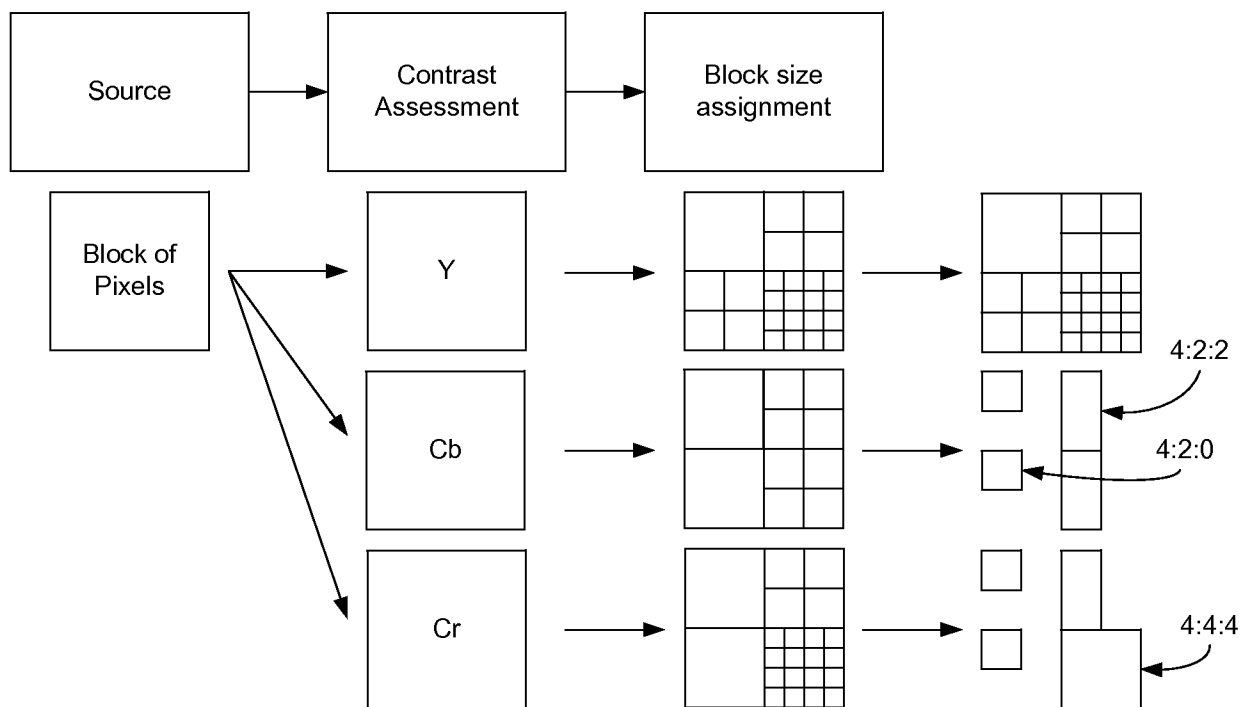 Source
Contrast
Assessment
Block size
assignment
Block of
Pixels
Y
4:2:2
Cb
4:2:0
Cr
4:4:4